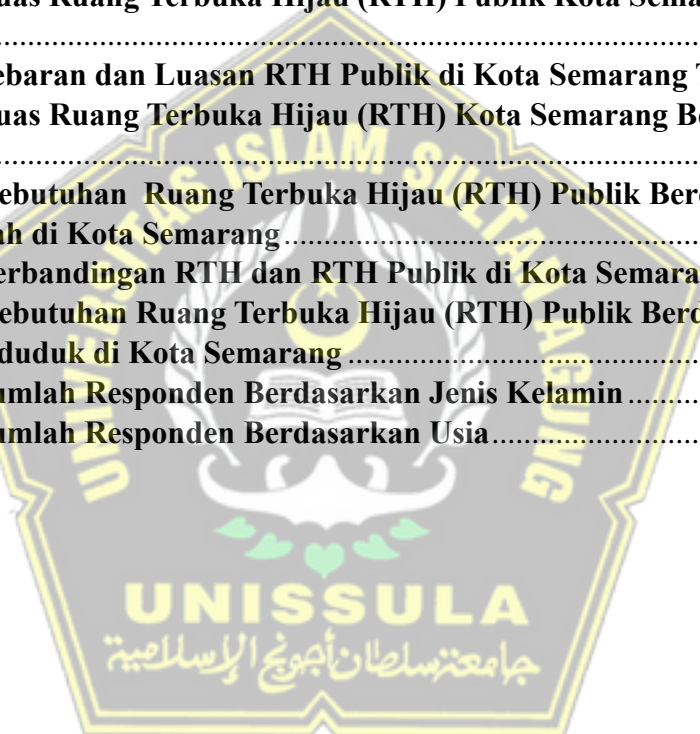 uas Ruang Terbuka Hijau (RTH) Publik Kota Sema
ebaran dan Luasan RTH Publik di Kota Semarang
uas Ruang Terbuka Hijau (RTH) Kota Semarang Be
ebutuhan Ruang Terbuka Hijau (RTH) Publik Ber
ah di Kota Semarang
erbandingan RTH dan RTH Publik di Kota Semara
ebutuhan Ruang Terbuka Hijau (RTH) Publik Berd
duduk di Kota Semarang
umlah Responden Berdasarkan Jenis Kelamin
umlah Responden Berdasarkan Usia
UNIVERSITAS ISLAM SULTAN AGUNG
UNISSULA
جامعة سلطان أجونج الإسلامية